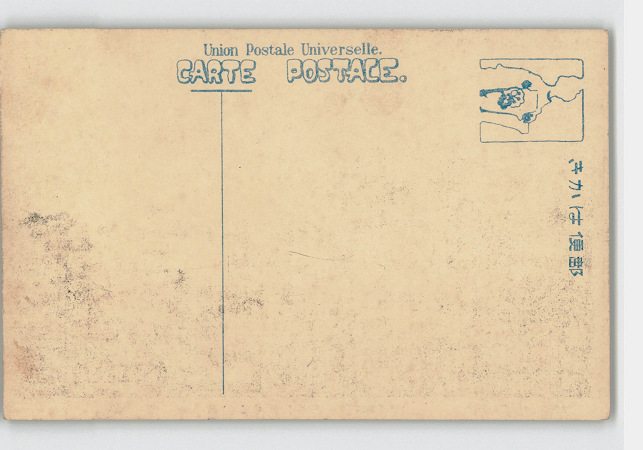 Union Postale Universelle.
CARTE POSTALE.
きかは便郵